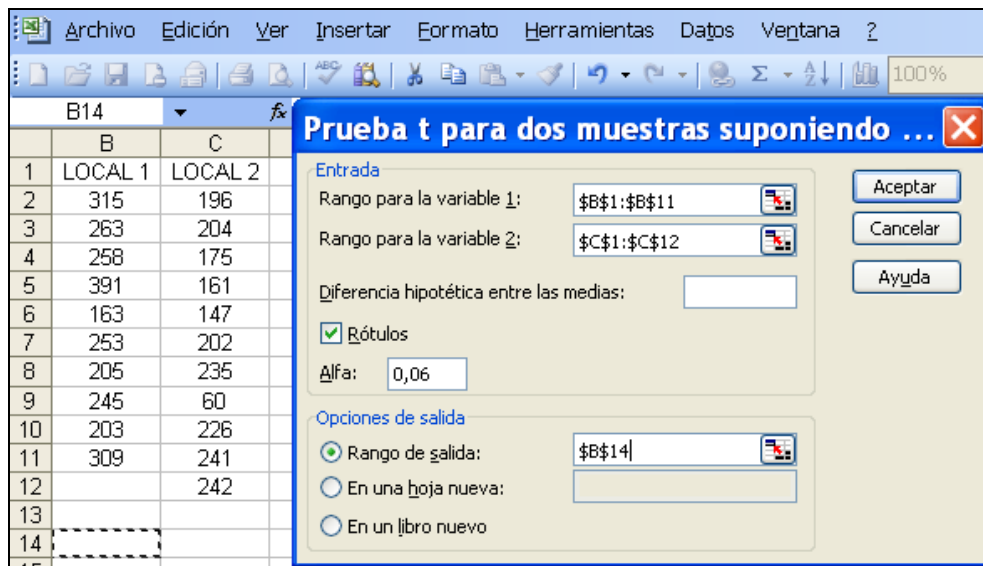 Archivo Edición Ver Insertar Formato Herramientas Datos Ventana ?
ABC Σ A Z 100%
B14 fx
Prueba t para dos muestras suponiendo ...
B C
1 LOCAL 1 LOCAL 2
2 315 196
3 263 204
4 258 175
5 391 161
6 163 147
7 253 202
8 205 235
9 245 60
10 203 226
11 309 241
12 242
13
14
Entrada
Rango para la variable 1: $B$1:$B$11
Rango para la variable 2: $C$1:$C$12
Diferencia hipotética entre las medias:
Rótulos
Alfa: 0,06
Opciones de salida
Rango de salida: $B$14
En una hoja nueva:
En un libro nuevo
Aceptar
Cancelar
Ayuda